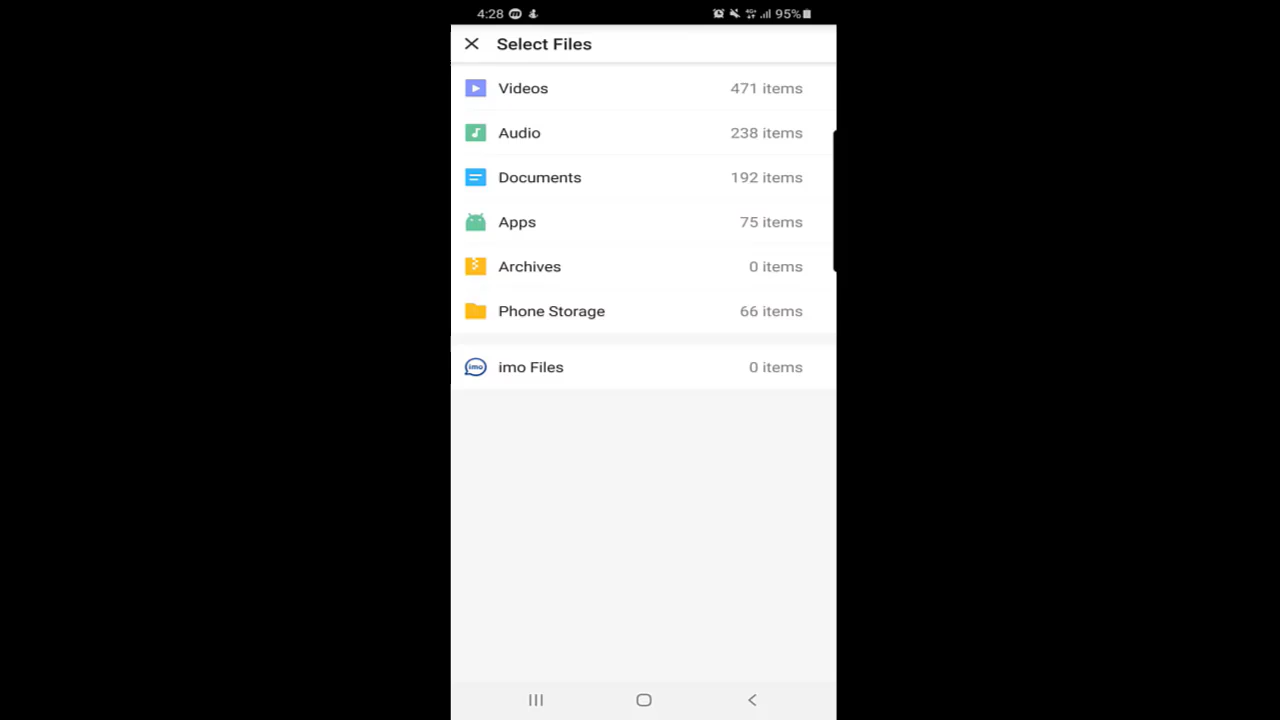 4:28 95%
Select Files
Videos 471 items
Audio 238 items
Documents 192 items
Apps 75 items
Archives 0 items
Phone Storage 66 items
imo imo Files 0 items